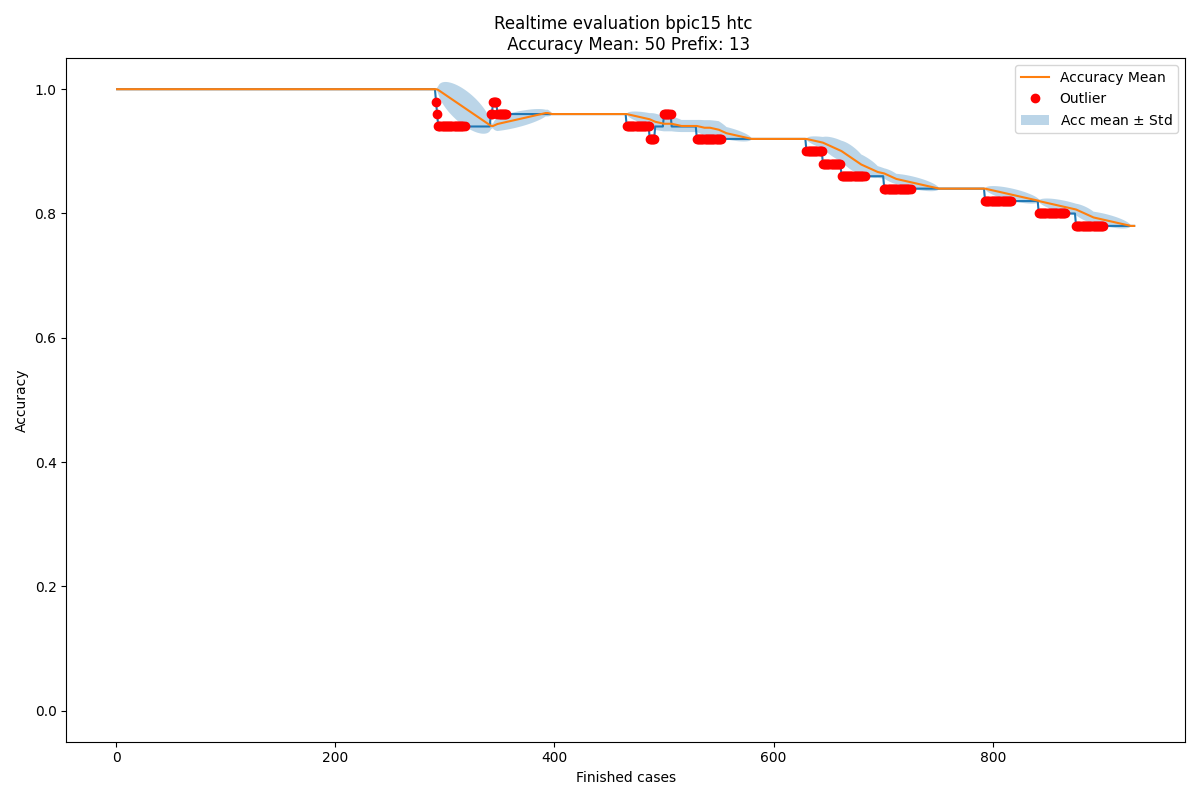 Realtime evaluation bpic15 htc
Accuracy Mean: 50 Prefix: 13
Accuracy Mean
Outlier
Acc mean ± Std
1.0
0.8
0.6
0.4
0.2
0.0
Accuracy
0
200
400
600
800
Finished cases